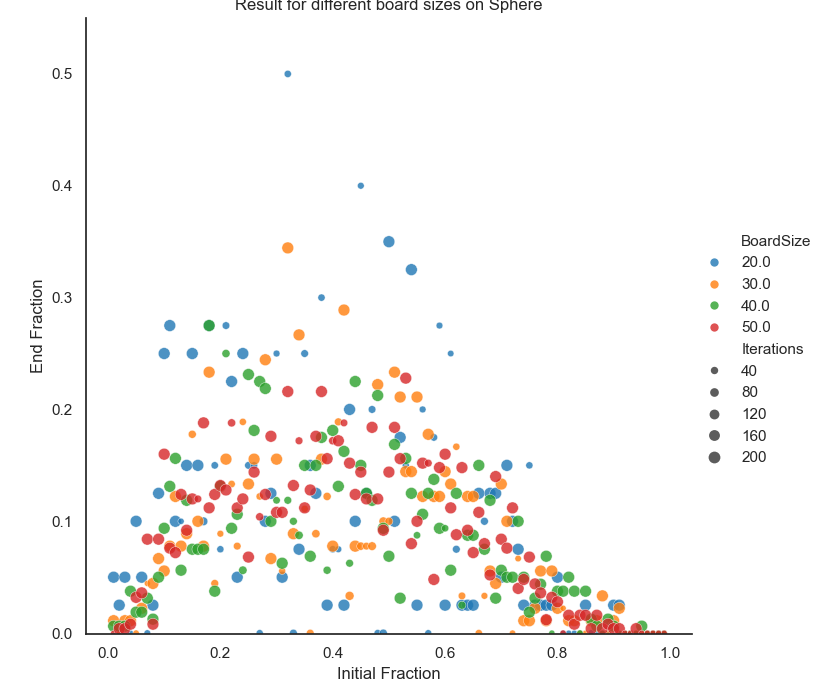 Result for different board sizes on Sphere
0.5
0.4
0.3
0.2
0.1
0.0
End Fraction
0.0 0.2 0.4 0.6 0.8 1.0
Initial Fraction
BoardSize
20.0
30.0
40.0
50.0
Iterations
40
80
120
160
200